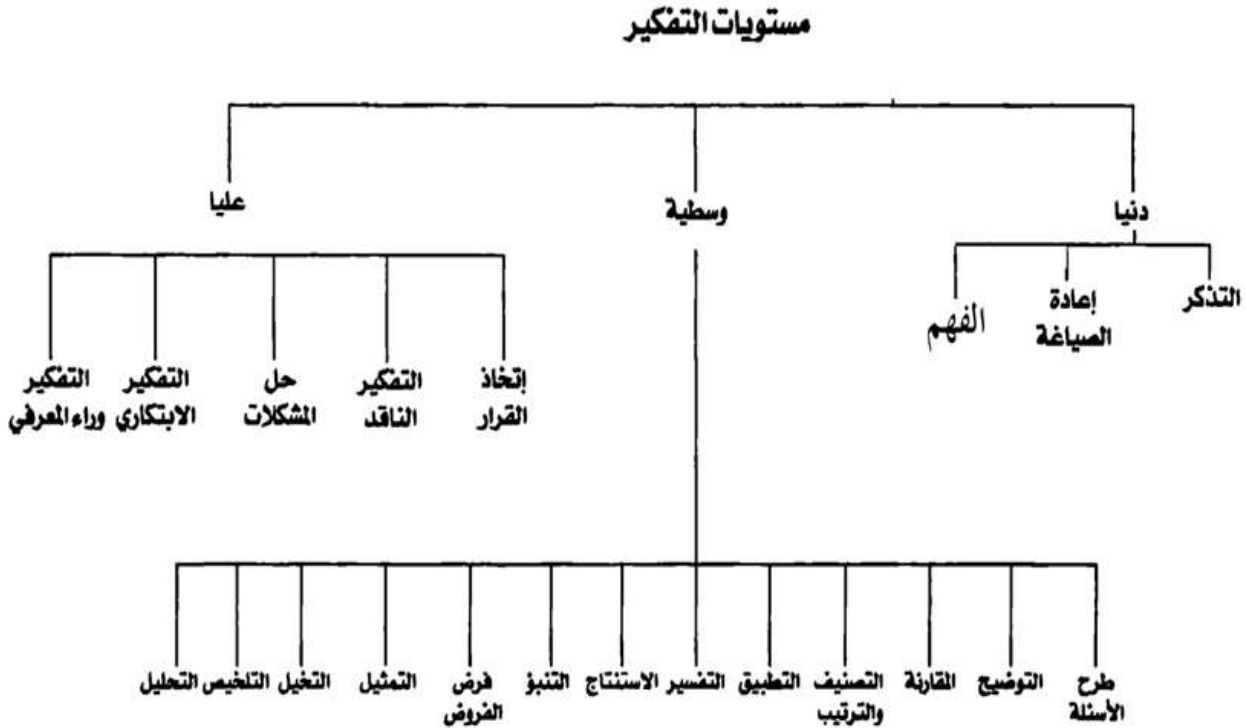 مستويات التفكير
دنيا
وسطية
عليا
التذكر
إعادة
الصياغة
الفهم
إتخاذ
القرار
التفكير
الناقد
حل
المشكلات
التفكير
الابتكاري
التفكير
وراء المعرفي
طرح
الأسئلة
التوضيح
المقارنة
التصنيف
والترتيب
التطبيق
التفسير
الاستنتاج
التنبؤ
فرض
الفروض
التمثيل
التخيل
التلخيص
التحليل